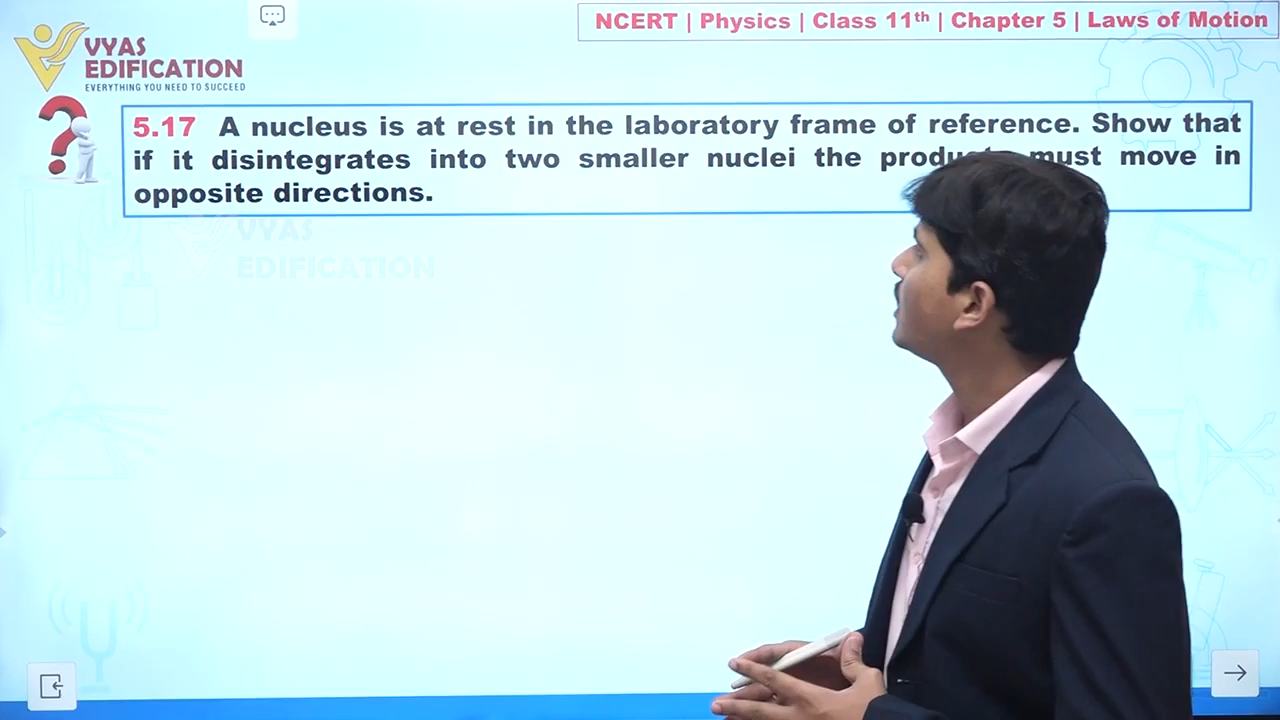 NCERT | Physics | Class 11th | Chapter 5 | Laws of Motion
VYAS
EDIFICATION
EVERYTHING YOU NEED TO SUCCEED
5.17 A nucleus is at rest in the laboratory frame of reference. Show that
if it disintegrates into two smaller nuclei the must move in
opposite directions.
VYAS
EDIFICATION